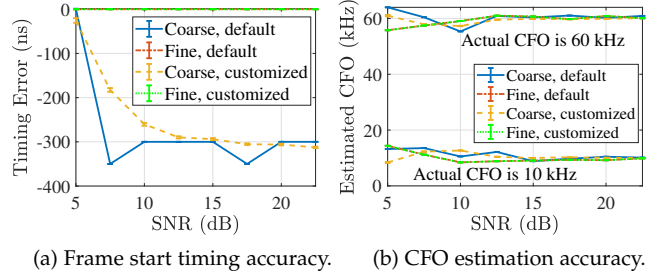 Timing Error (ns)
0
-100
-200
-300
-400
Coarse, default
Fine, default
Coarse, customized
Fine, customized
5
10
15
20
SNR (dB)
(a) Frame start timing accuracy.
Estimated CFO (kHz)
60
40
20
0
Actual CFO is 60 kHz
Coarse, default
Fine, default
Coarse, customized
Fine, customized
Actual CFO is 10 kHz
5
10
15
20
SNR (dB)
(b) CFO estimation accuracy.